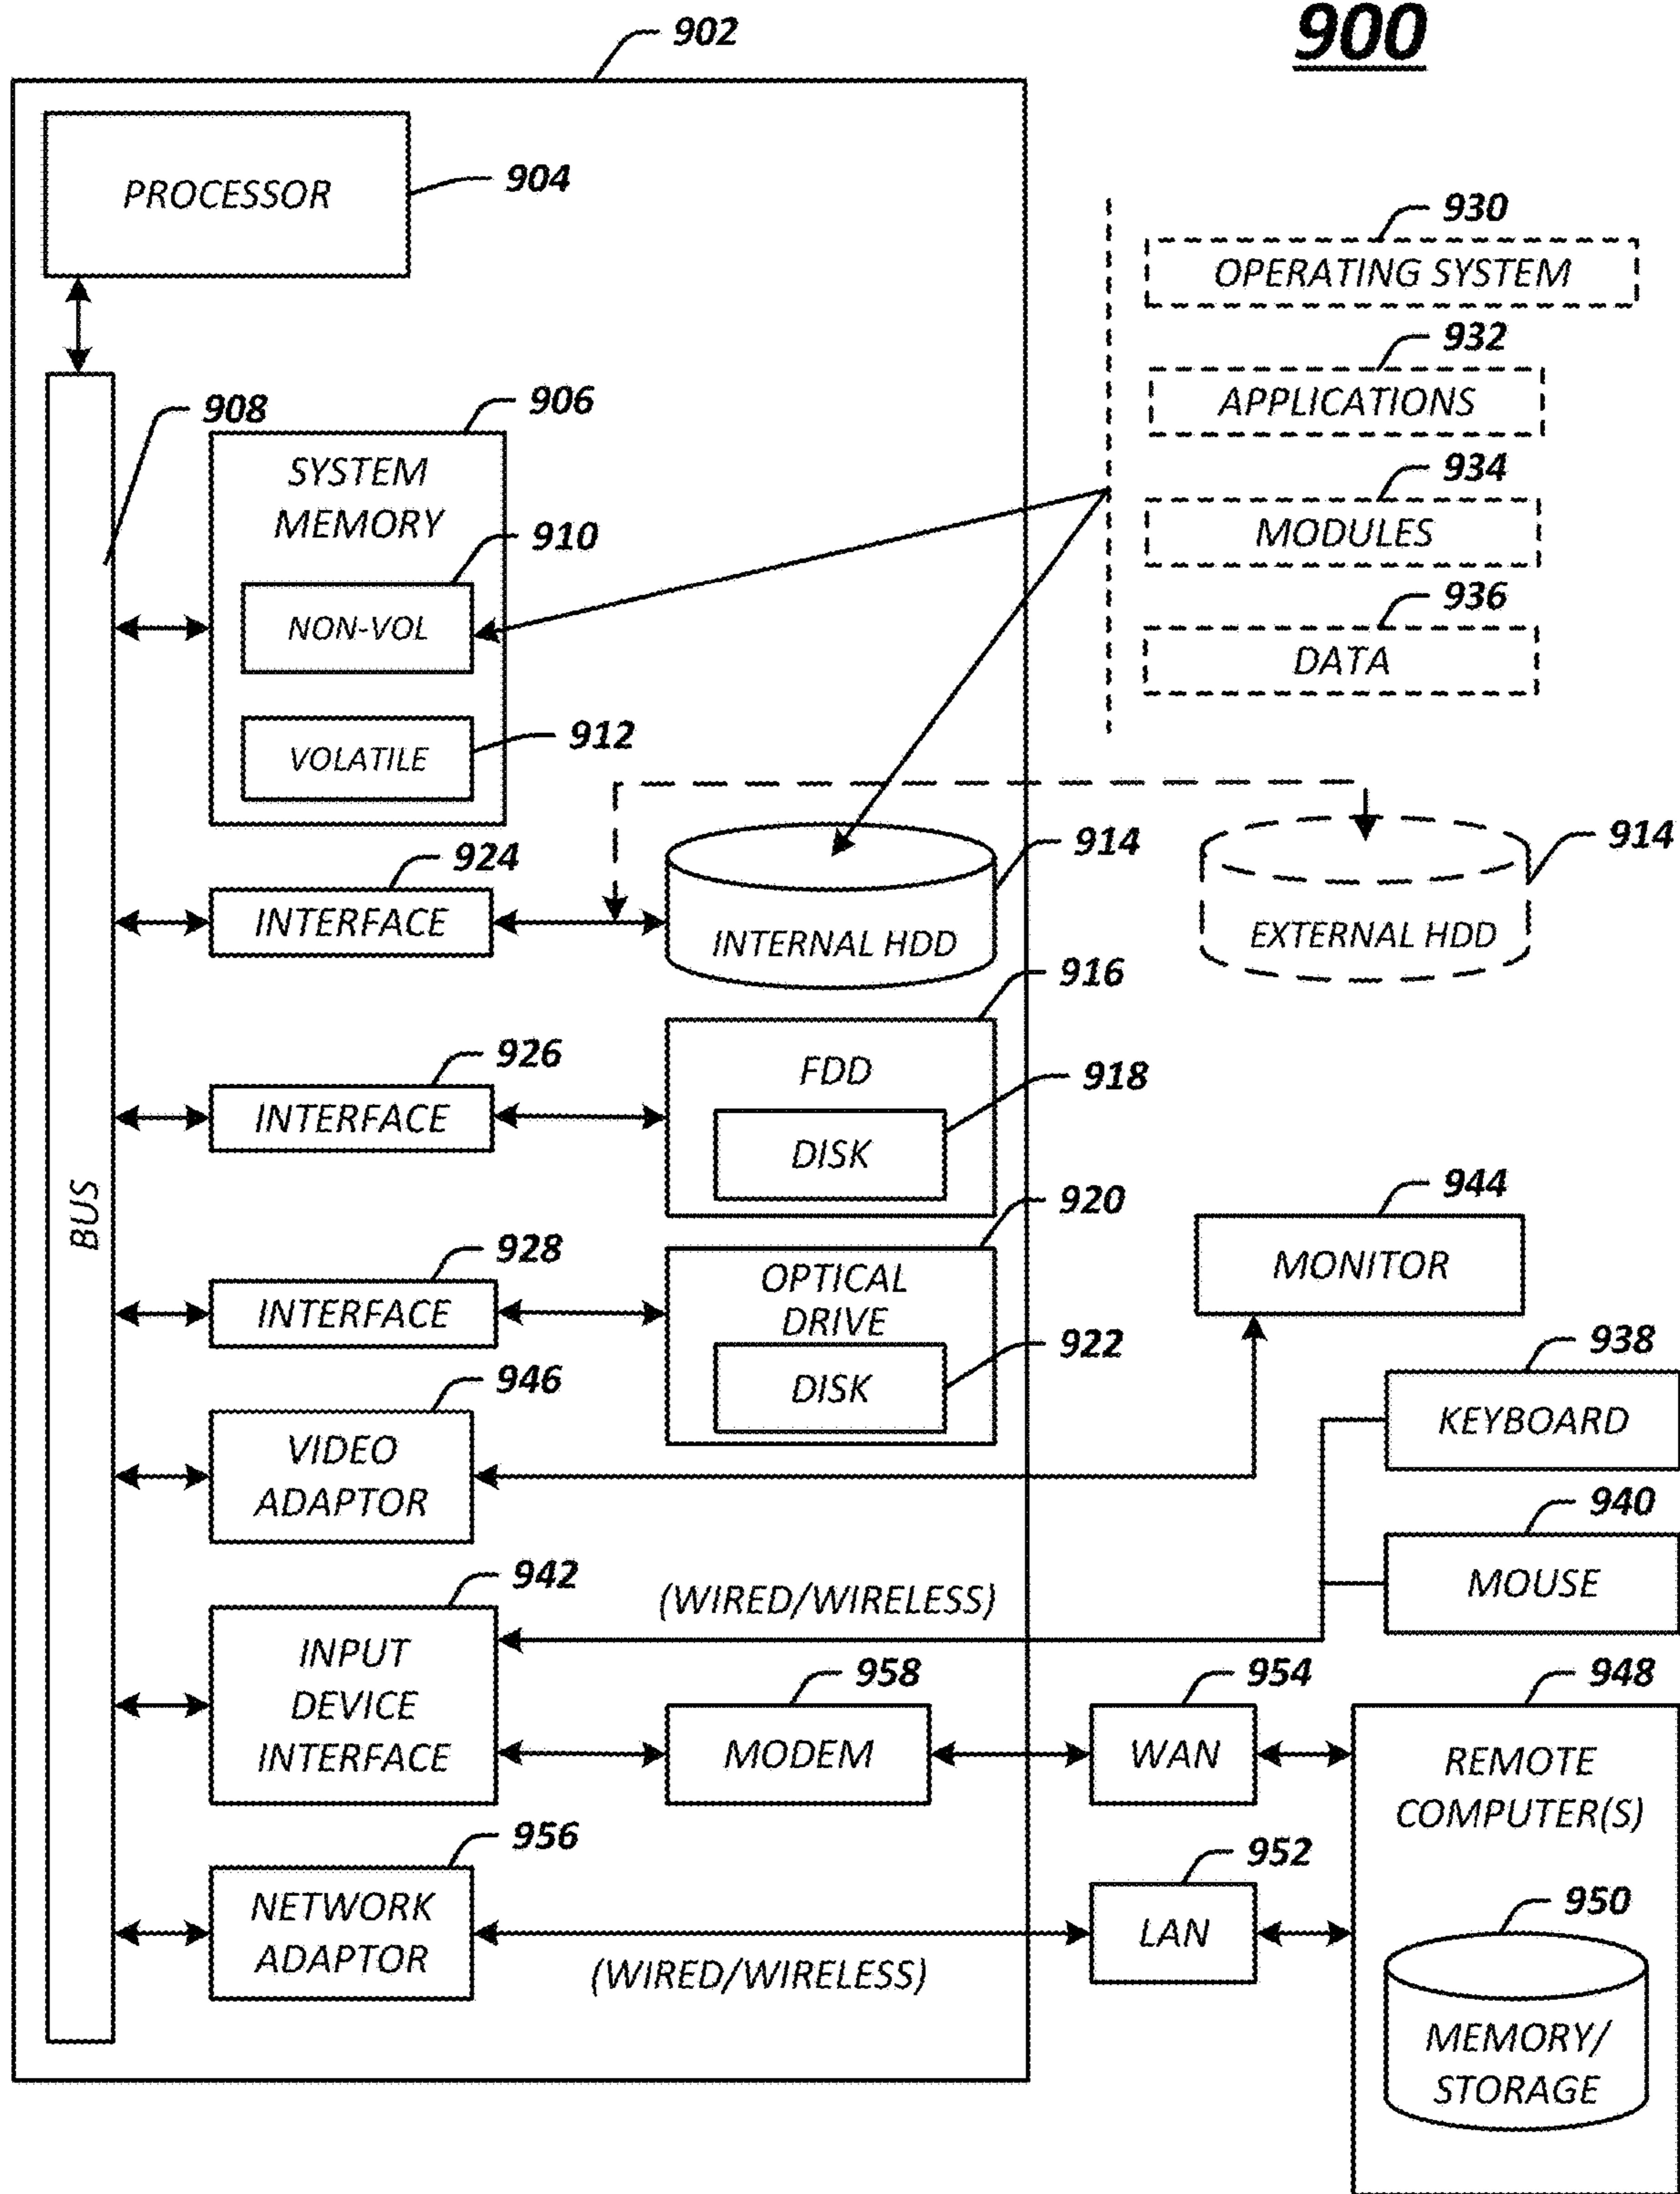 900
902
PROCESSOR
904
930
OPERATING SYSTEM
932
APPLICATIONS
934
MODULES
936
DATA
908
906
SYSTEM
MEMORY
910
NON-VOL
912
VOLATILE
924
INTERFACE
914
INTERNAL HDD
914
EXTERNAL HDD
916
FDD
918
DISK
926
INTERFACE
BUS
920
OPTICAL
DRIVE
922
DISK
928
INTERFACE
944
MONITOR
946
VIDEO
ADAPTOR
938
KEYBOARD
940
MOUSE
942
INPUT
DEVICE
INTERFACE
(WIRED/WIRELESS)
958
MODEM
954
WAN
948
REMOTE
COMPUTER(S)
956
NETWORK
ADAPTOR
(WIRED/WIRELESS)
952
LAN
950
MEMORY/
STORAGE